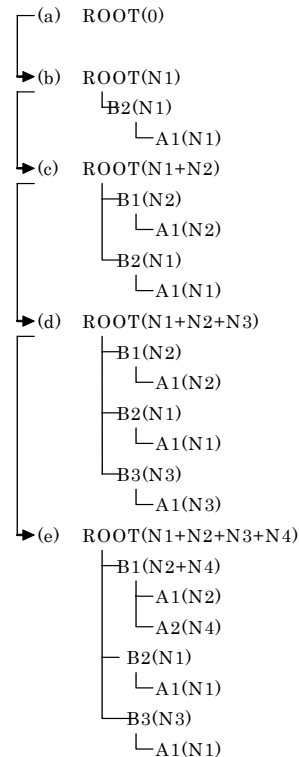 (a) ROOT(0)
(b) ROOT(N1)
B2(N1)
A1(N1)
(c) ROOT(N1+N2)
B1(N2)
A1(N2)
B2(N1)
A1(N1)
(d) ROOT(N1+N2+N3)
B1(N2)
A1(N2)
B2(N1)
A1(N1)
B3(N3)
A1(N3)
(e) ROOT(N1+N2+N3+N4)
B1(N2+N4)
A1(N2)
A2(N4)
B2(N1)
A1(N1)
B3(N3)
A1(N1)